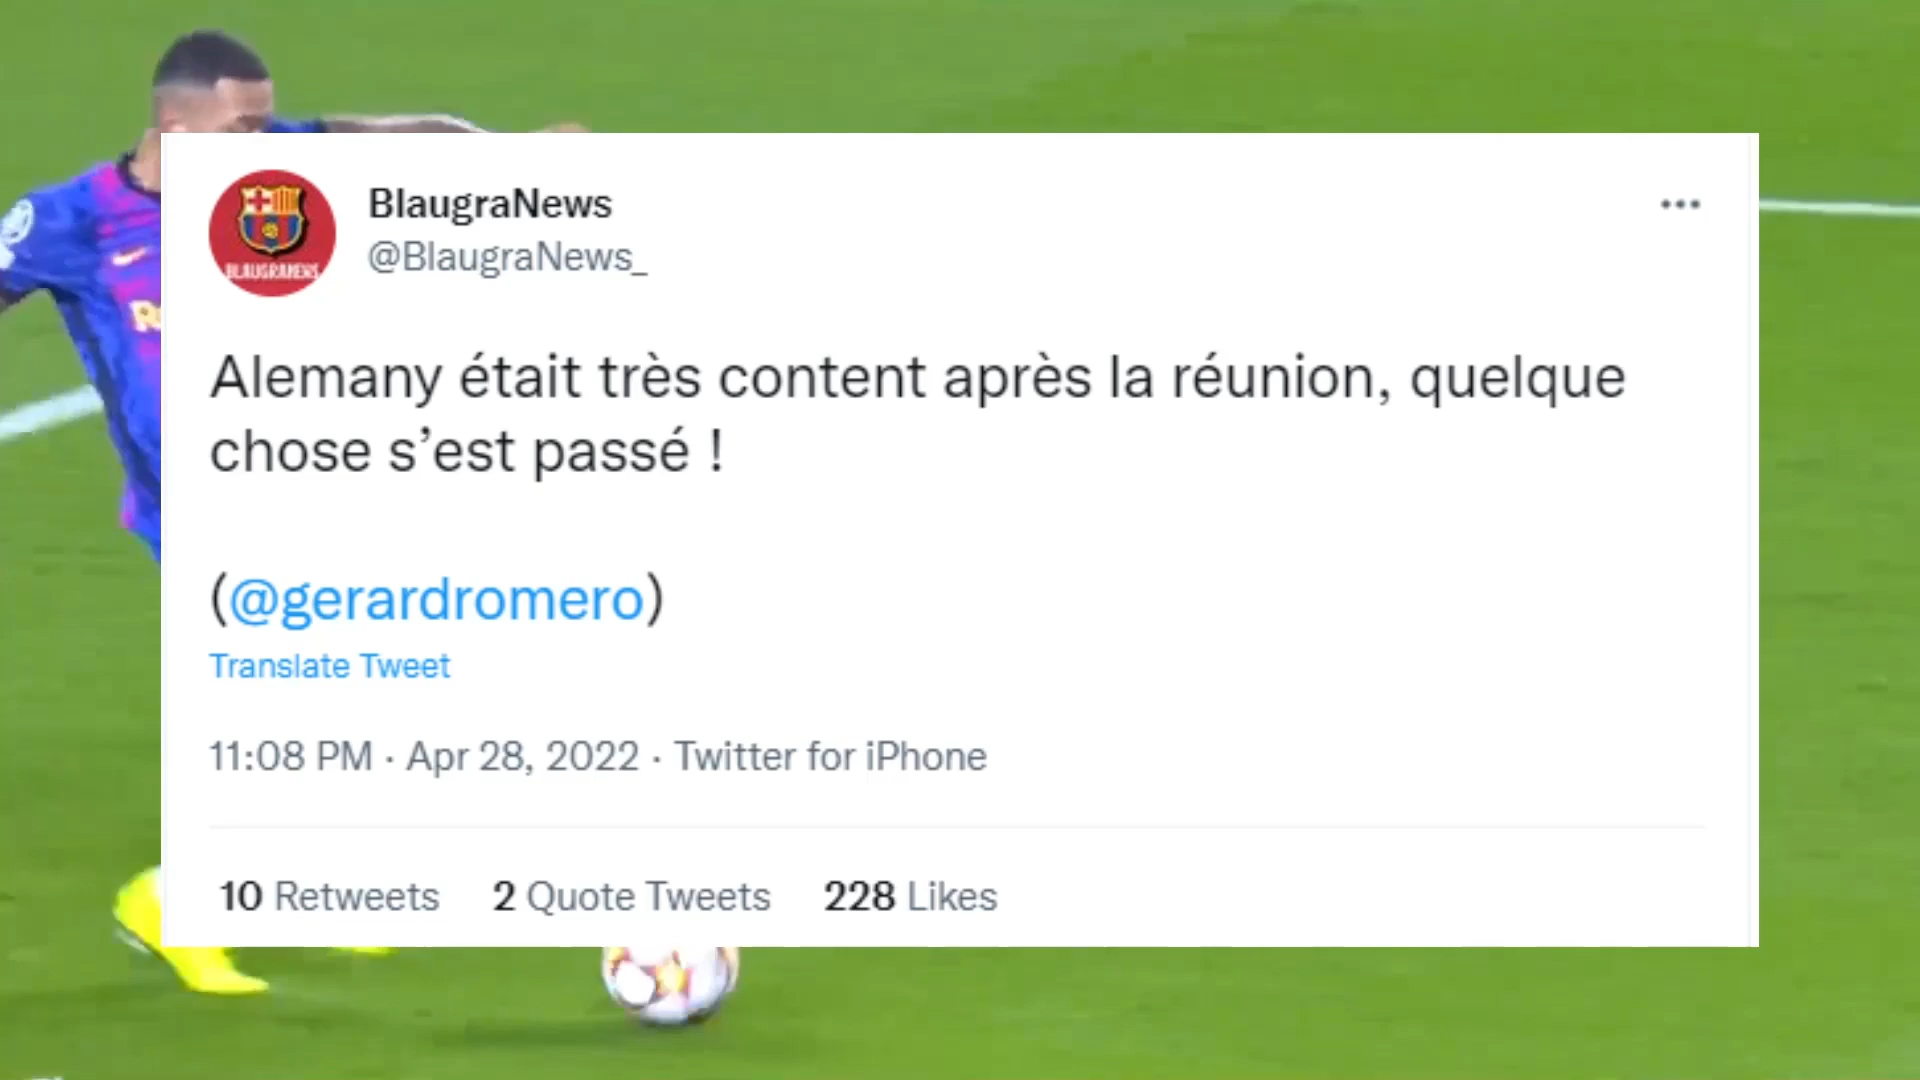 BlaugraNews
@BlaugraNews_
BLAUGRANEWS
Alemany était très content après la réunion, quelque
chose s’est passé !
(@gerardromero)
Translate Tweet
11:08 PM · Apr 28, 2022 · Twitter for iPhone
10 Retweets 2 Quote Tweets 228 Likes